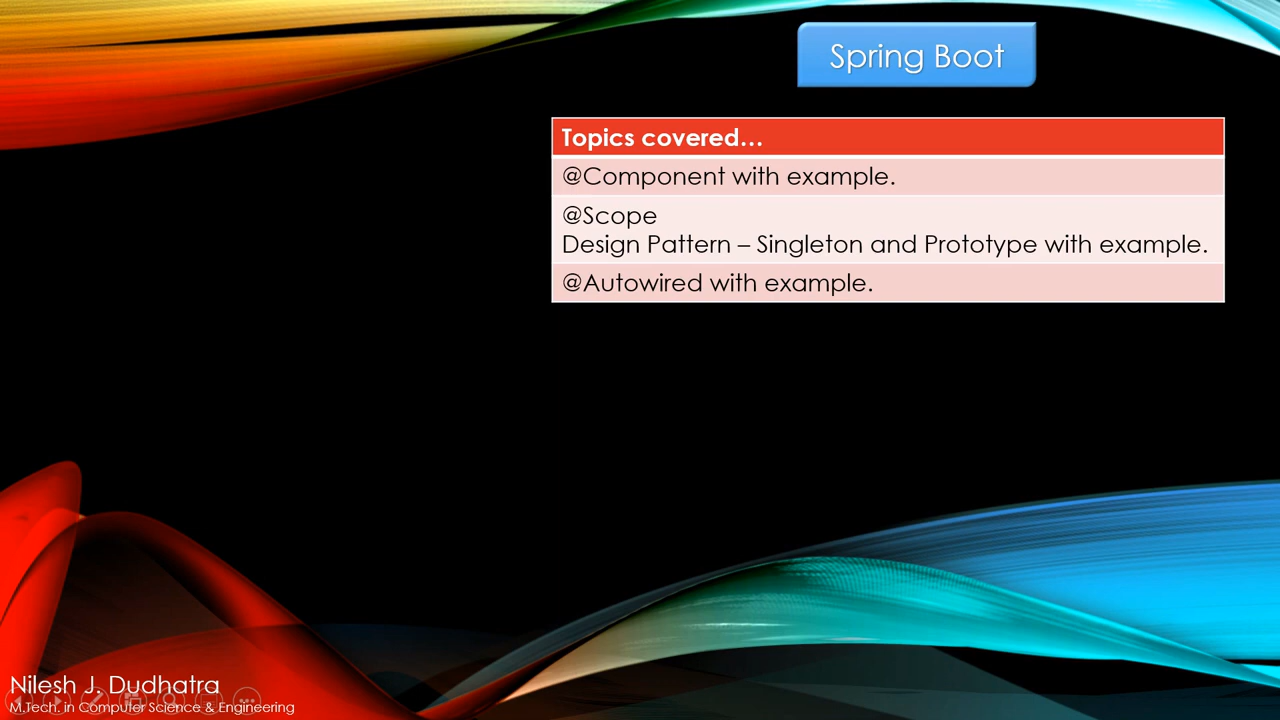 Spring Boot
Topics covered...
@Component with example.
@Scope
Design Pattern – Singleton and Prototype with example.
@Autowired with example.
Nilesh J. Dudhatra
M.Tech. in Computer Science & Engineering